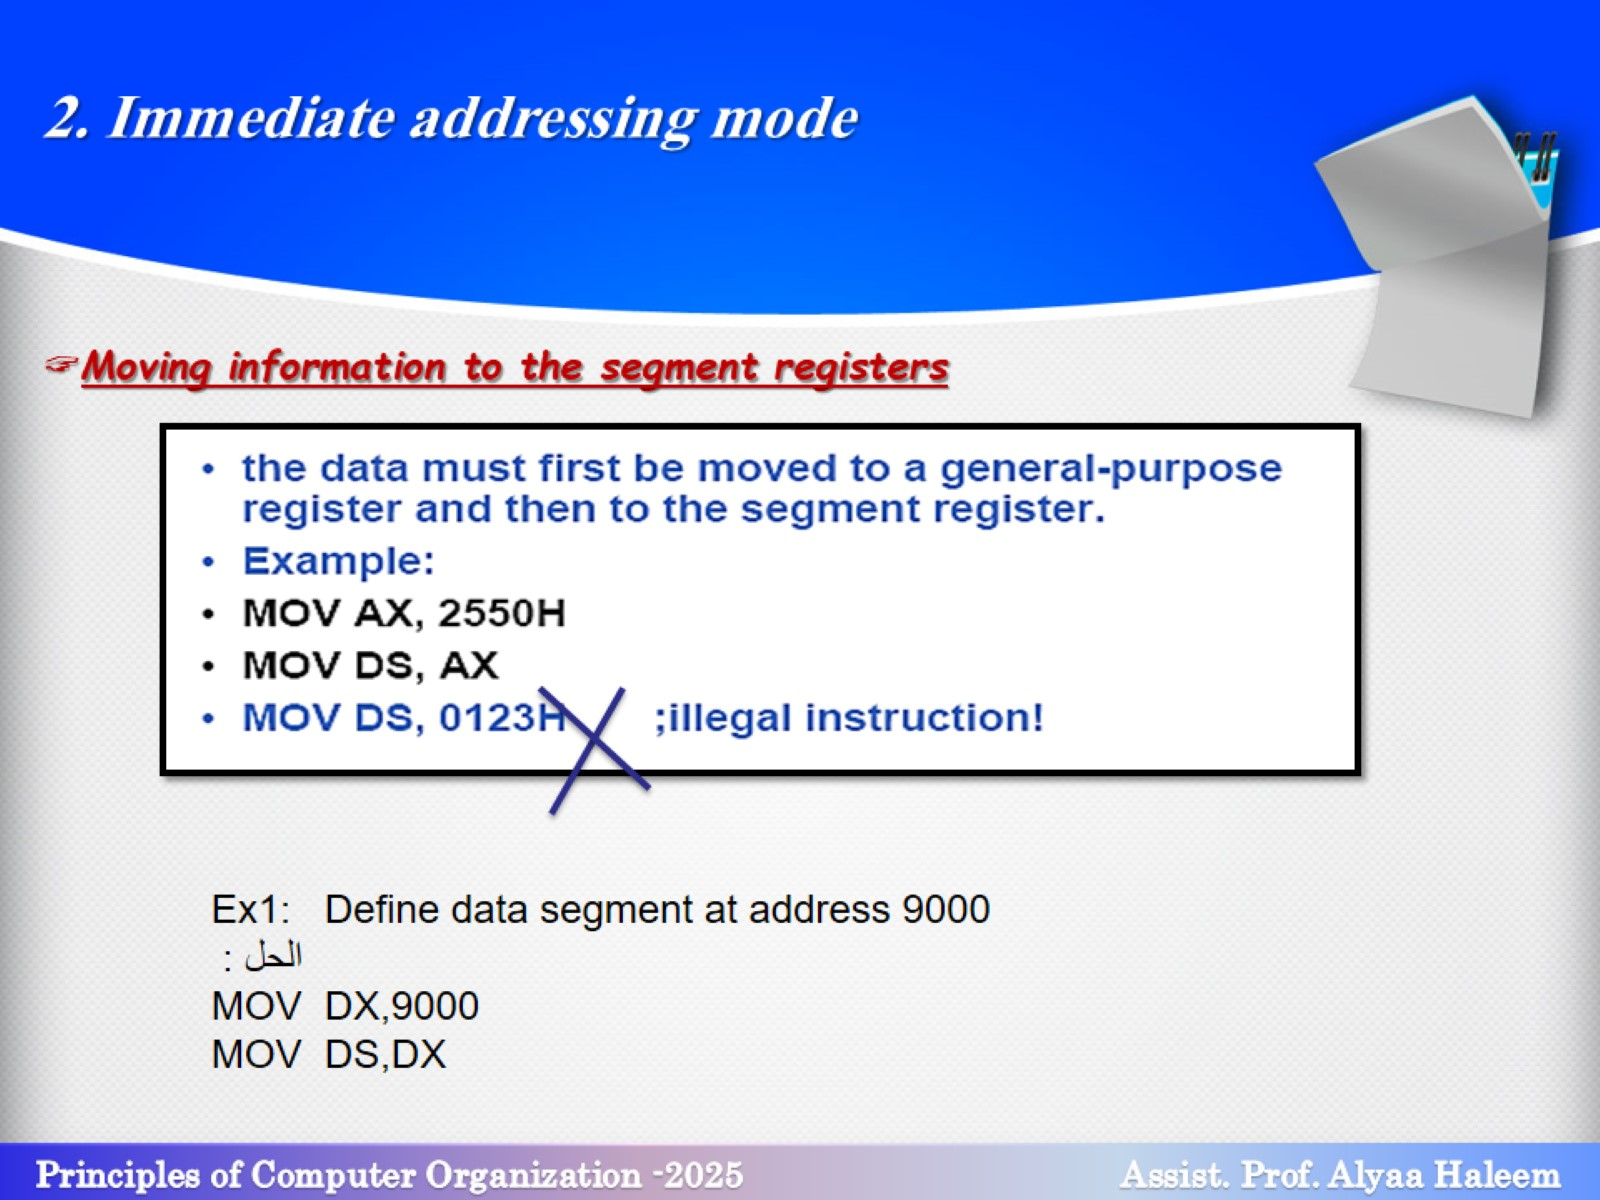 2. Immediate addressing mode
☞Moving information to the segment registers
• the data must first be moved to a general-purpose
register and then to the segment register.
• Example:
• MOV AX, 2550H
• MOV DS, AX
• MOV DS, 0123H ;illegal instruction!
Ex1: Define data segment at address 9000
الحل :
MOV DX,9000
MOV DS,DX
Principles of Computer Organization -2025 Assist. Prof. Alyaa Haleem